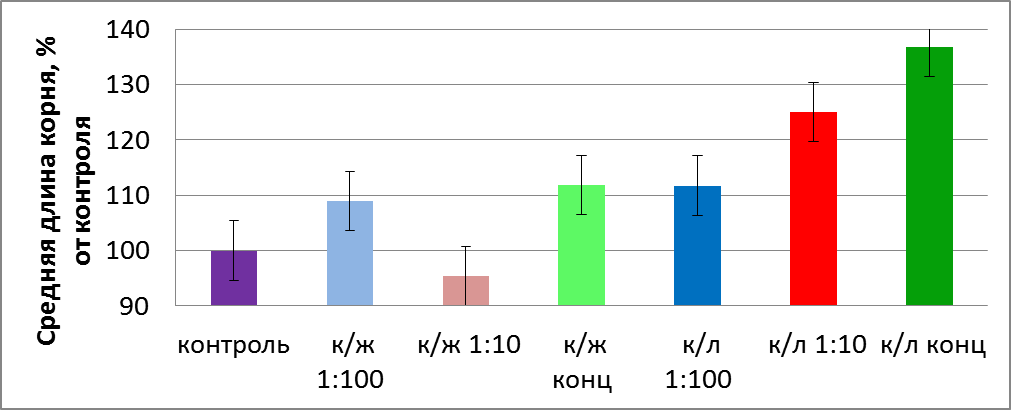 Средняя длина корня, %
от контроля
140
130
120
110
100
90
контроль
к/ж
1:100
к/ж 1:10
к/ж
конц
к/л
1:100
к/л 1:10
к/л конц